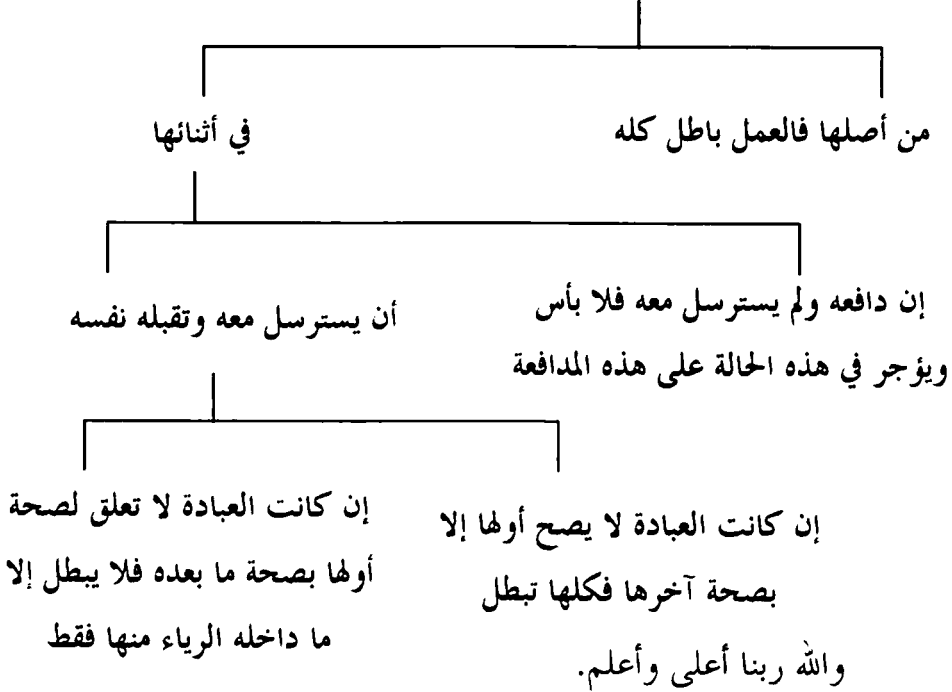 من أصلها فالعمل باطل كله
في أثنائها
إن دافعه ولم يسترسل معه فلا بأس
ويؤجر في هذه الحالة على هذه المدافعة
أن يسترسل معه وتقبله نفسه
إن كانت العبادة لا يصح أولها إلا
بصحة آخرها فكلها تبطل
إن كانت العبادة لا تعلق لصحة
أولها بصحة ما بعده فلا يبطل إلا
ما داخله الرياء منها فقط
والله ربنا أعلى وأعلم.